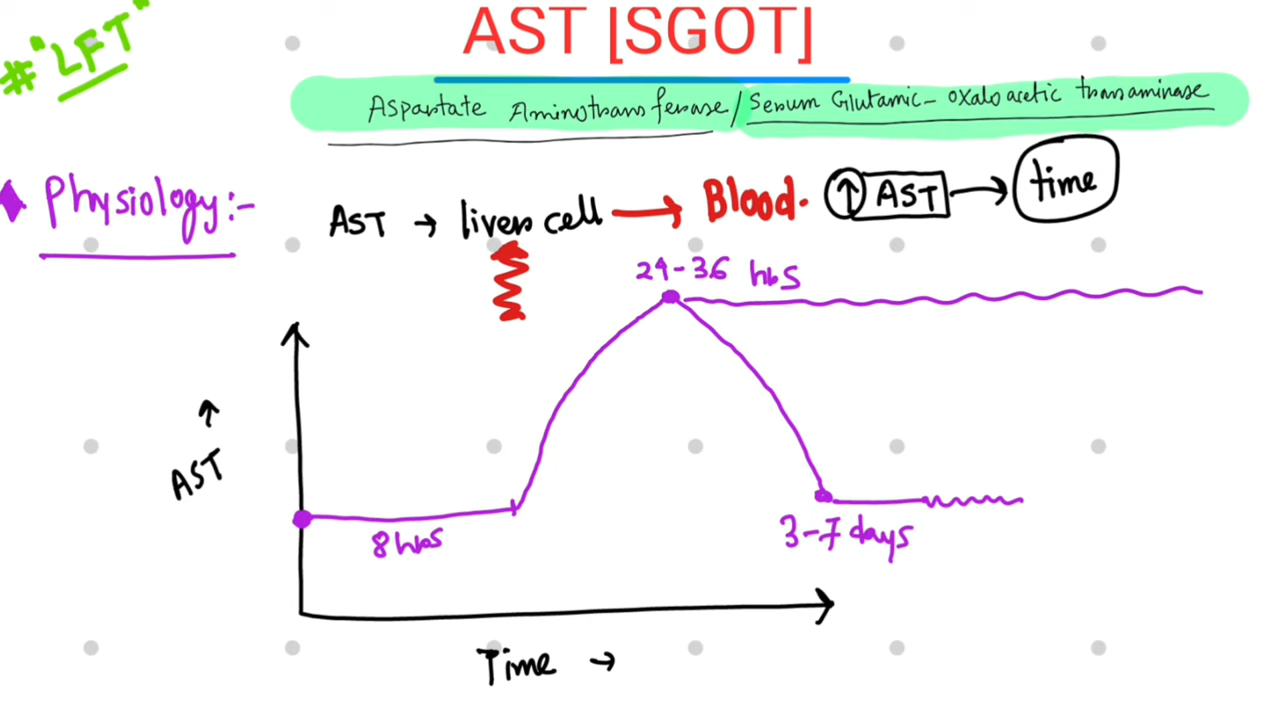 # "LFT"
AST [SGOT]
Aspartate Aminotransferase / Serum Glutamic - oxaloacetic transaminase
Physiology:-
AST → livers cell → Blood. ↑ AST → time
24-36 hrs
↑
AST
8 hrs
3-7 days
Time →